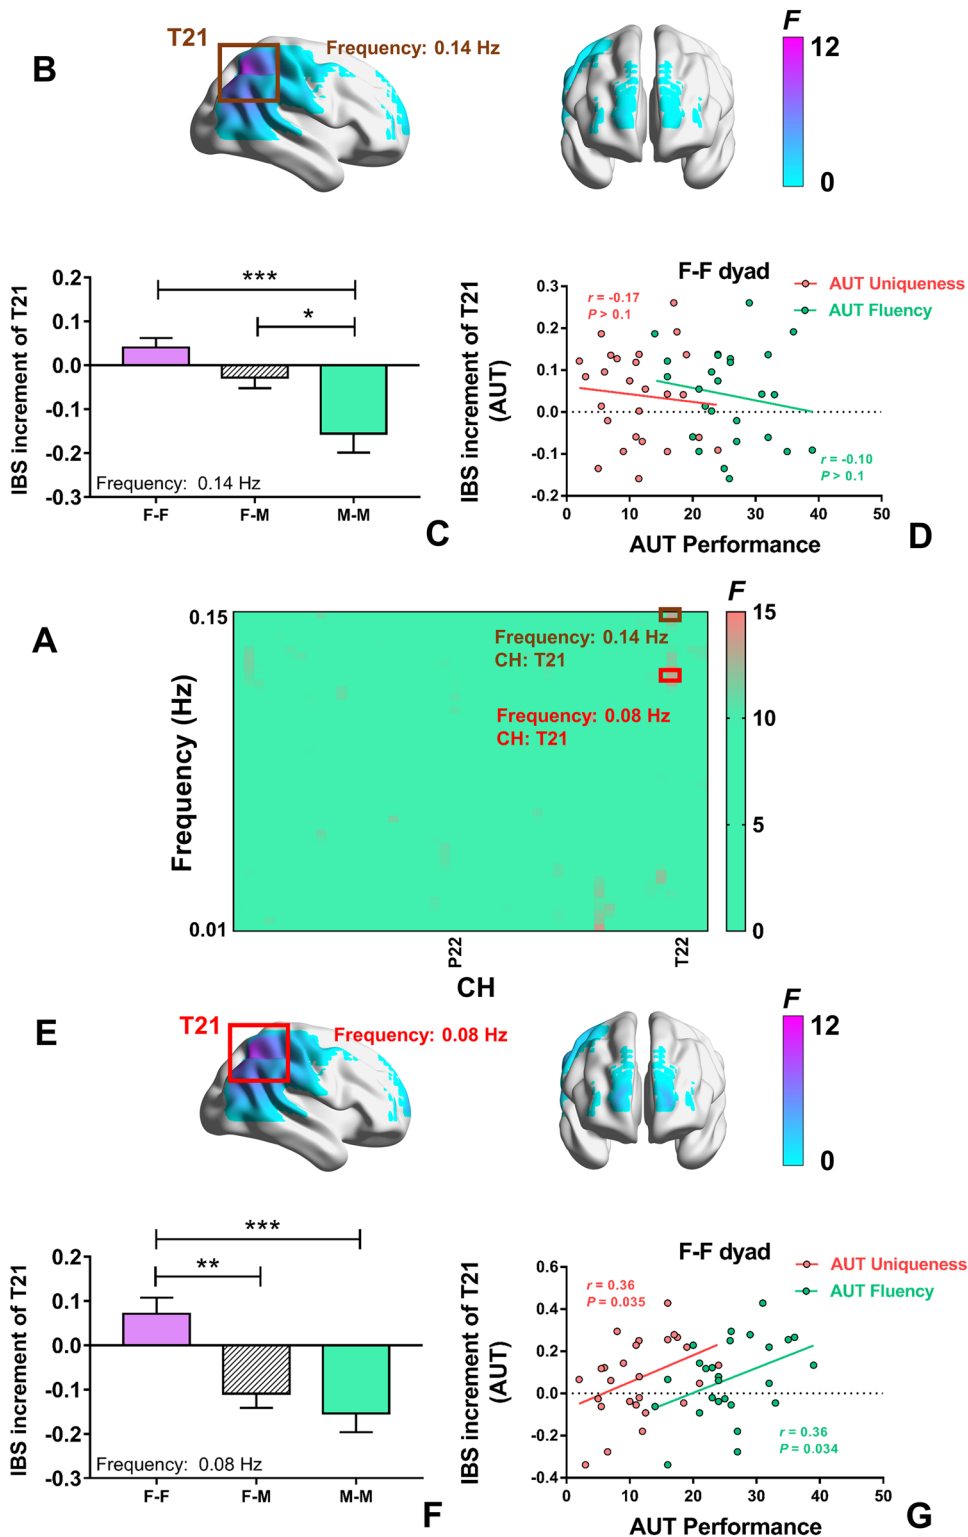 B
T21
Frequency: 0.14 Hz
F
12
0
IBS increment of T21
0.2
0.1
0.0
-0.1
-0.2
-0.3
***
*
Frequency: 0.14 Hz
F-F
F-M
M-M
C
F-F dyad
AUT Uniqueness
AUT Fluency
IBS increment of T21
(AUT)
0.3
0.2
0.1
0.0
-0.1
-0.2
r = -0.17
P > 0.1
r = -0.10
P > 0.1
0
10
20
30
40
50
AUT Performance
D
A
Frequency (Hz)
0.15
0.01
Frequency: 0.14 Hz
CH: T21
Frequency: 0.08 Hz
CH: T21
P22
T22
CH
F
15
10
5
0
E
T21
Frequency: 0.08 Hz
F
12
0
IBS increment of T21
0.2
0.1
0.0
-0.1
-0.2
-0.3
***
**
Frequency: 0.08 Hz
F-F
F-M
M-M
F
F-F dyad
AUT Uniqueness
AUT Fluency
IBS increment of T21
(AUT)
0.6
0.4
0.2
0.0
-0.2
-0.4
r = 0.36
P = 0.035
r = 0.36
P = 0.034
0
10
20
30
40
50
AUT Performance
G